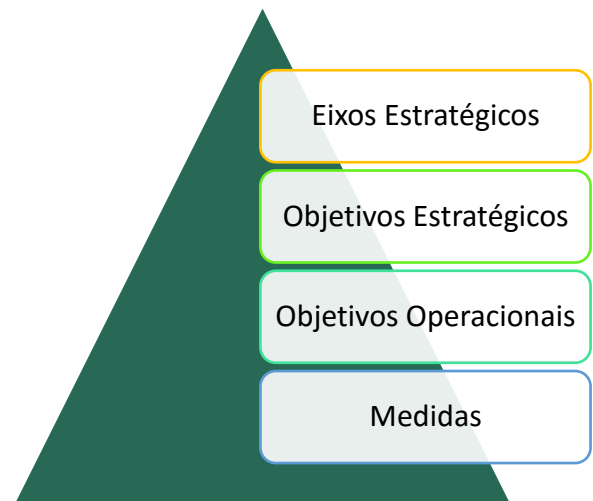 Eixos Estratégicos
Objetivos Estratégicos
Objetivos Operacionais
Medidas